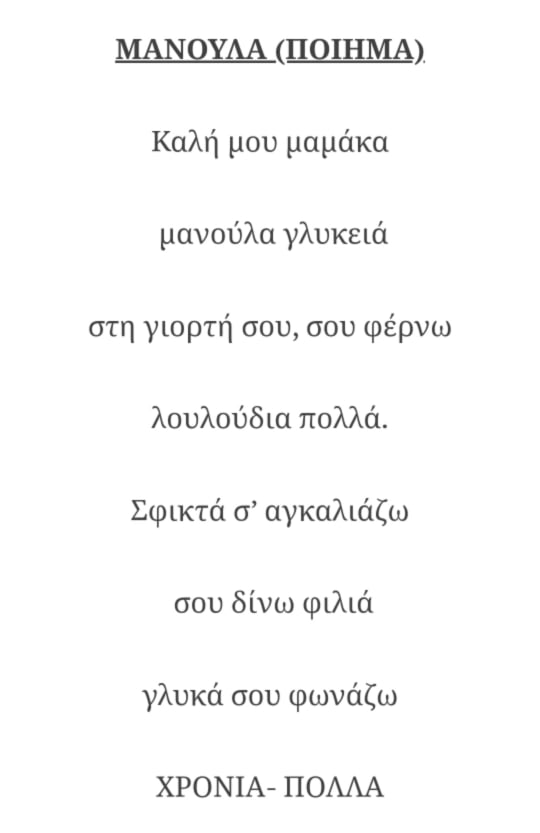 ΜΑΝΟΥΛΑ (ΠΟΙΗΜΑ)
Καλή μου μαμάκα
μανούλα γλυκειά
στη γιορτή σου, σου φέρνω
λουλούδια πολλά.
Σφικτά σ’ αγκαλιάζω
σου δίνω φιλιά
γλυκά σου φωνάζω
ΧΡΟΝΙΑ- ΠΟΛΛΑ